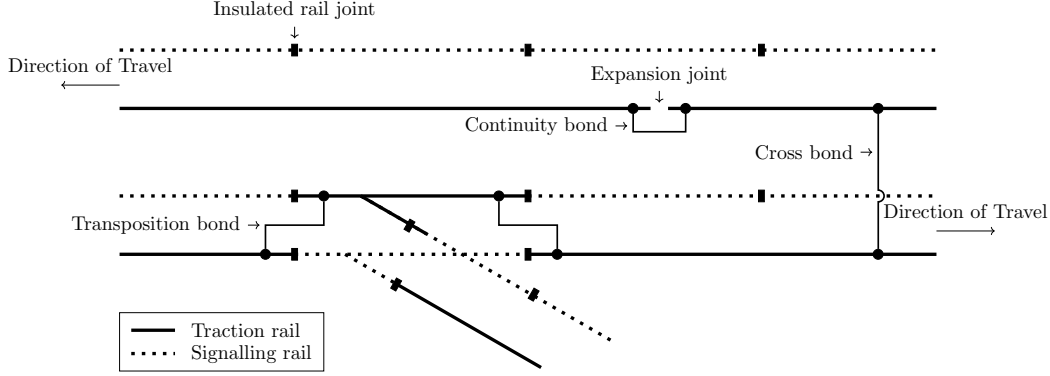 Insulated rail joint
Direction of Travel
Expansion joint
Continuity bond
Cross bond
Transposition bond
Direction of Travel
Traction rail
Signalling rail